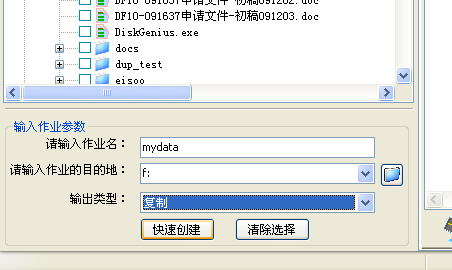 DF10-091637申请文件-初稿091202.doc
DF10-091637申请文件-初稿091203.doc
DiskGenius.exe
docs
dup_test
eisoo
输入作业参数
请输入作业名：
mydata
请输入作业的目的地：
f:
输出类型：
复制
快速创建
清除选择